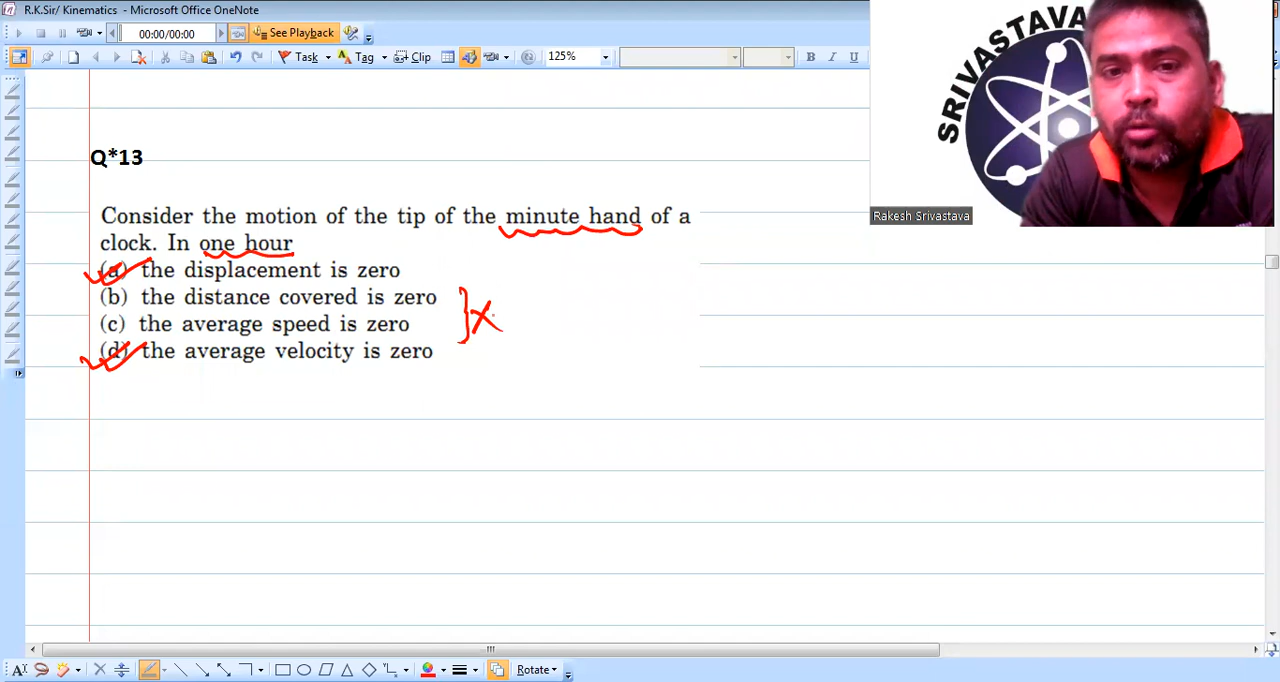 R.K.Sir/ Kinematics - Microsoft Office OneNote
00:00/00:00 See Playback
Task Tag Clip 125% B I U
SRIVASTAVA
Rakesh Srivastava
Q*13
Consider the motion of the tip of the minute hand of a
clock. In one hour
(a) the displacement is zero
(b) the distance covered is zero
(c) the average speed is zero
(d) the average velocity is zero
Rotate